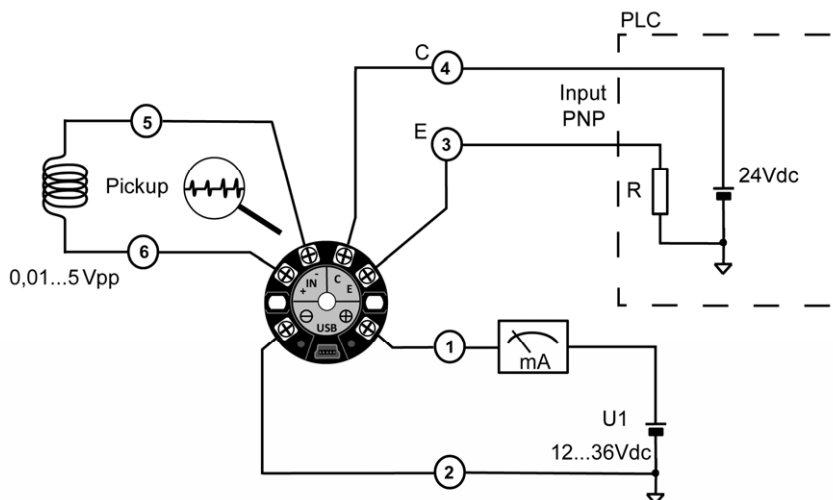 PLC
C
4
Input
PNP
E
3
5
Pickup
R
24Vdc
6
0,01...5 Vpp
- IN +
C
E
⊖
⊕
USB
1
mA
U1
12...36Vdc
2